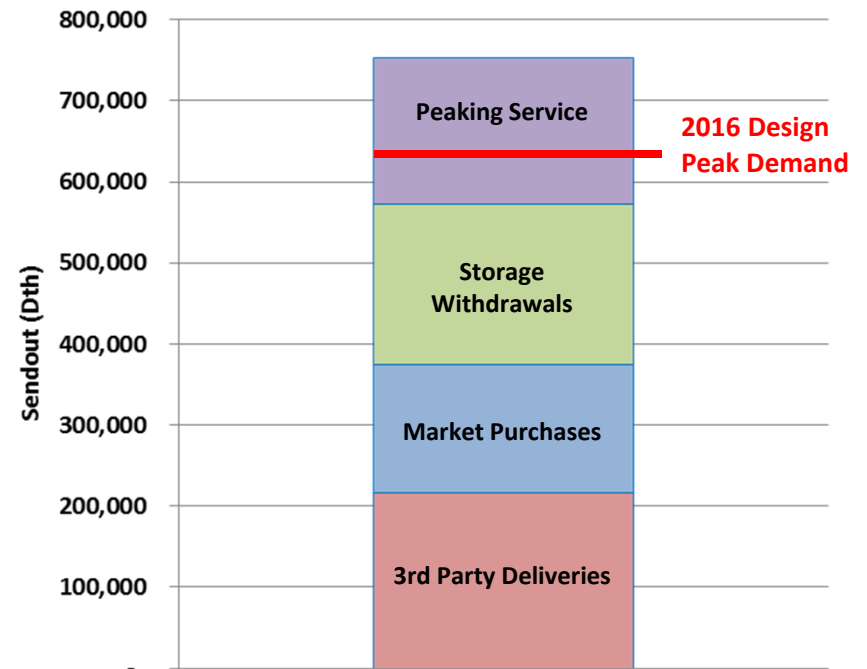 800,000
700,000
600,000
500,000
400,000
300,000
200,000
100,000
Sendout (Dth)
Peaking Service
2016 Design
Peak Demand
Storage
Withdrawals
Market Purchases
3rd Party Deliveries